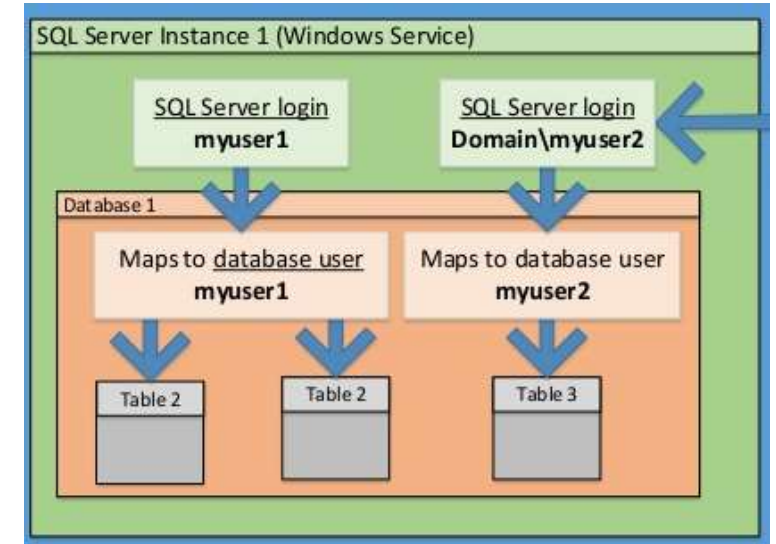 SQL Server Instance 1 (Windows Service)
SQL Server login
myuser1
SQL Server login
Domain\myuser2
Database 1
Maps to database user
myuser1
Maps to database user
myuser2
Table 2
Table 2
Table 3